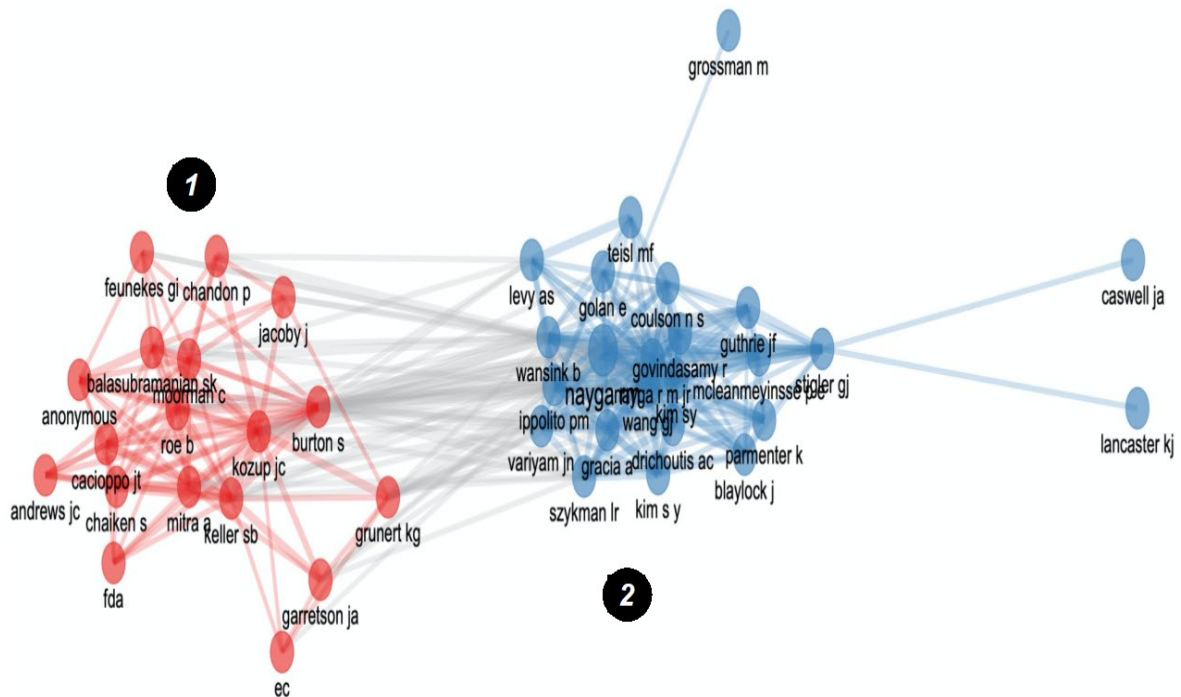 grossman m
1
teisl mf
feunekes gi
chandon p
levy as
caswell ja
golan e
coulson n s
jacoby j
guthrie jf
wansink b
govindasamy r
balasubramanian sk
moorman c
stigler gj
mcleanmeyinsse
anonymous
ippolito pm
wang gj
kim sy
roe b
burton s
lancaster kj
kozup jc
variyam jn
gracia a
drichoutis ac
parmenter k
cacioppo jt
andrews jc
chaiken s
mitra a
keller sb
blaylock j
szykman lr
kim s y
grunert kg
fda
2
garretson ja
ec